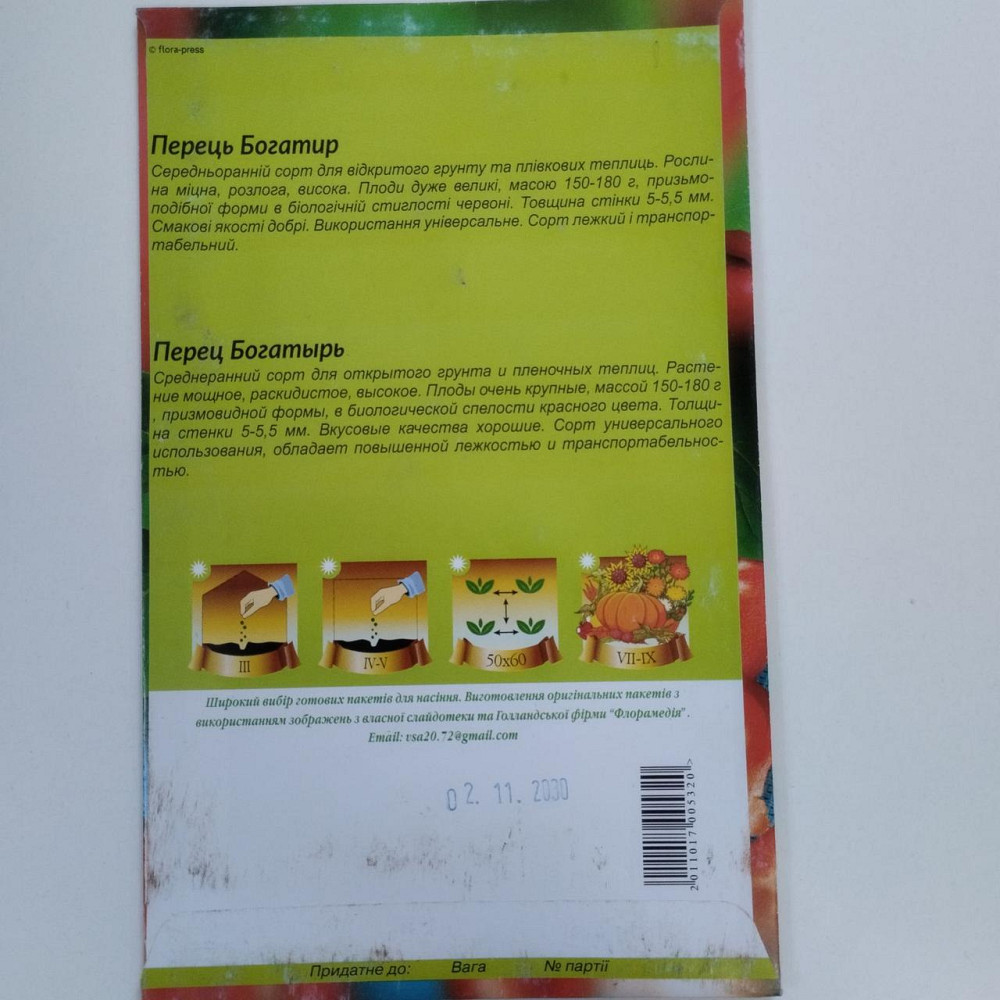 © flora-press
Перець Богатир
Середньоранній сорт для відкритого грунту та плівкових теплиць. Росли-
на міцна, розлога, висока. Плоди дуже великі, масою 150-180 г, призьмо-
подібної форми в біологічній стиглості червоні. Товщина стінки 5-5,5 мм.
Смакові якості добрі. Використання універсальне. Сорт лежкий і транспор-
табельний.
Перец Богатырь
Среднеранний сорт для открытого грунта и пленочных теплиц. Расте-
ние мощное, раскидистое, высокое. Плоды очень крупные, массой 150-180 г
, призмовидной формы, в биологической спелости красного цвета. Толщи-
на стенки 5-5,5 мм. Вкусовые качества хорошие. Сорт универсального
использования, обладает повышенной лежкостью и транспортабельнос-
тью.
III
IV-V
50x60
VII-IX
Широкий вибір готових пакетів для насіння. Виготовлення оригінальних пакетів з
використанням зображень з власної слайдотеки та Голландської фірми "Флорамедія".
Email: vsa20.72@gmail.com
02. 11. 2030
2011017005320>
Придатне до: Вага № партії